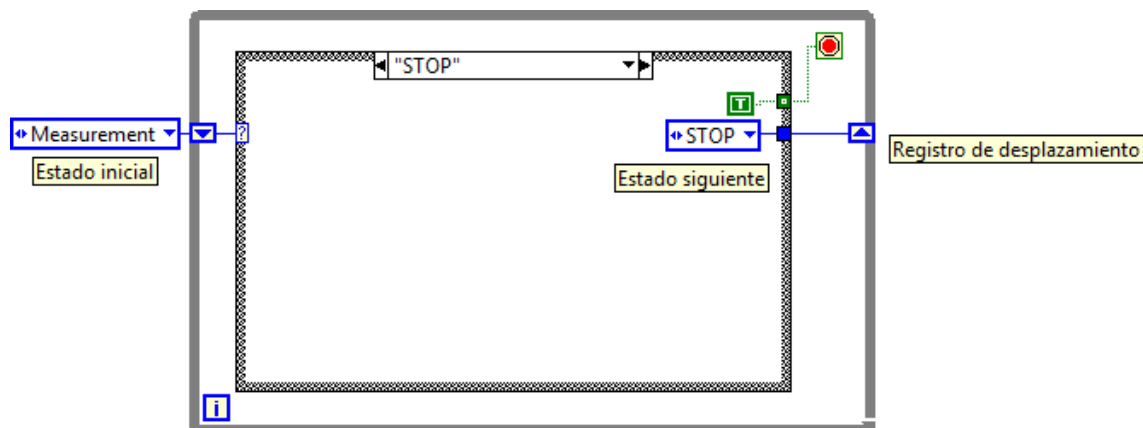 "STOP"
T
Measurement
?
STOP
Estado inicial
Estado siguiente
Registro de desplazamiento
i